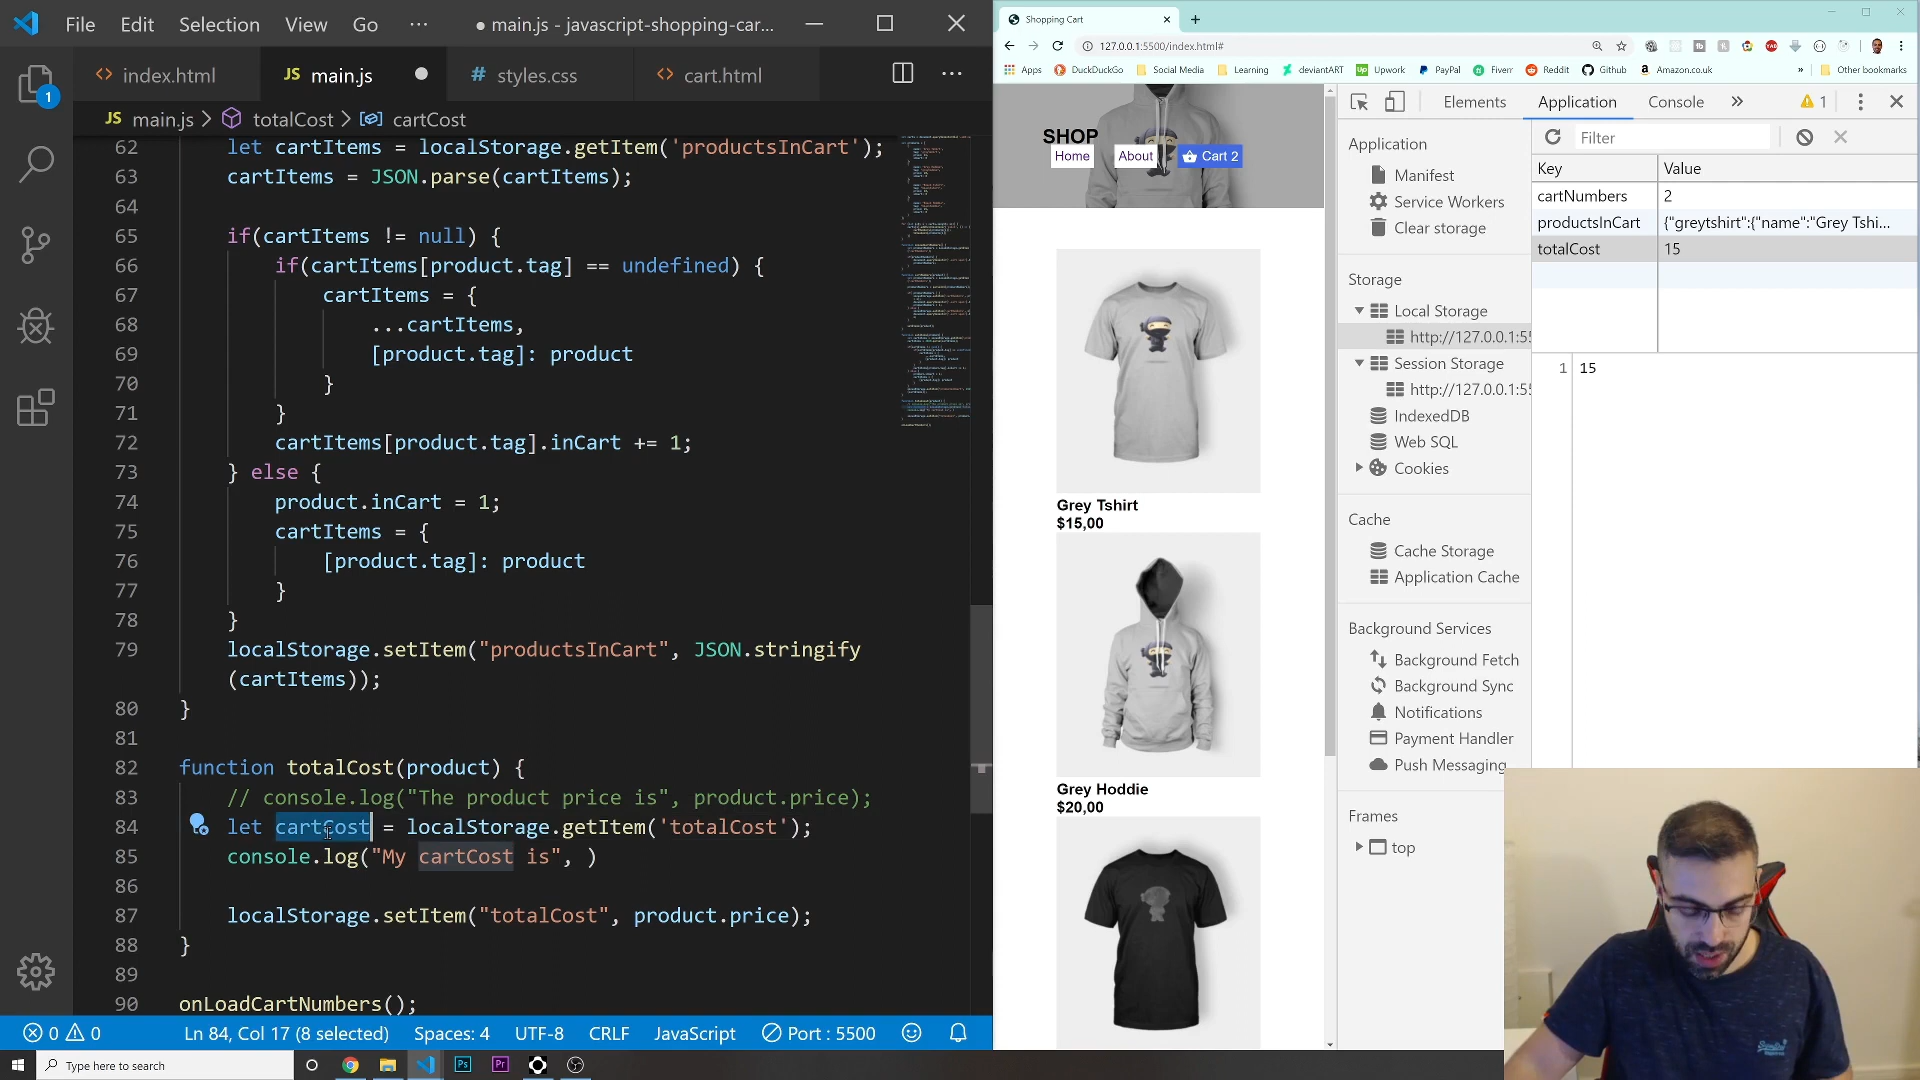 File Edit Selection View Go ··· ● main.js - javascript-shopping-car...
index.html JS main.js ● # styles.css cart.html ···
JS main.js > totalCost > cartCost
62 let cartItems = localStorage.getItem('productsInCart');
63 cartItems = JSON.parse(cartItems);
64
65 if(cartItems != null) {
66 if(cartItems[product.tag] == undefined) {
67 cartItems = {
68 ...cartItems,
69 [product.tag]: product
70 }
71 }
72 cartItems[product.tag].inCart += 1;
73 } else {
74 product.inCart = 1;
75 cartItems = {
76 [product.tag]: product
77 }
78 }
79 localStorage.setItem("productsInCart", JSON.stringify
(cartItems));
80 }
81
82 function totalCost(product) {
83 // console.log("The product price is", product.price);
84 let cartCost = localStorage.getItem('totalCost');
85 console.log("My cartCost is", )
86
87 localStorage.setItem("totalCost", product.price);
88 }
89
90 onLoadCartNumbers();
1
0 0 Ln 84, Col 17 (8 selected) Spaces: 4 UTF-8 CRLF JavaScript Port : 5500
Type here to search
Ps Pr
Shopping Cart
127.0.0.1:5500/index.html#
Apps DuckDuckGo Social Media Learning deviantART Up Upwork PayPal Fiverr Reddit Github Amazon.co.uk » Other bookmarks
SHOP
Home About Cart 2
Grey Tshirt
$15,00
Grey Hoddie
$20,00
Elements Application Console » 1
Application
Manifest
Service Workers
Clear storage
Storage
Local Storage
http://127.0.0.1:55
Session Storage
http://127.0.0.1:55
IndexedDB
Web SQL
Cookies
Cache
Cache Storage
Application Cache
Background Services
Background Fetch
Background Sync
Notifications
Payment Handler
Push Messaging
Frames
top
Filter
Key Value
cartNumbers 2
productsInCart {"greytshirt":{"name":"Grey Tshi...
totalCost 15
1 15